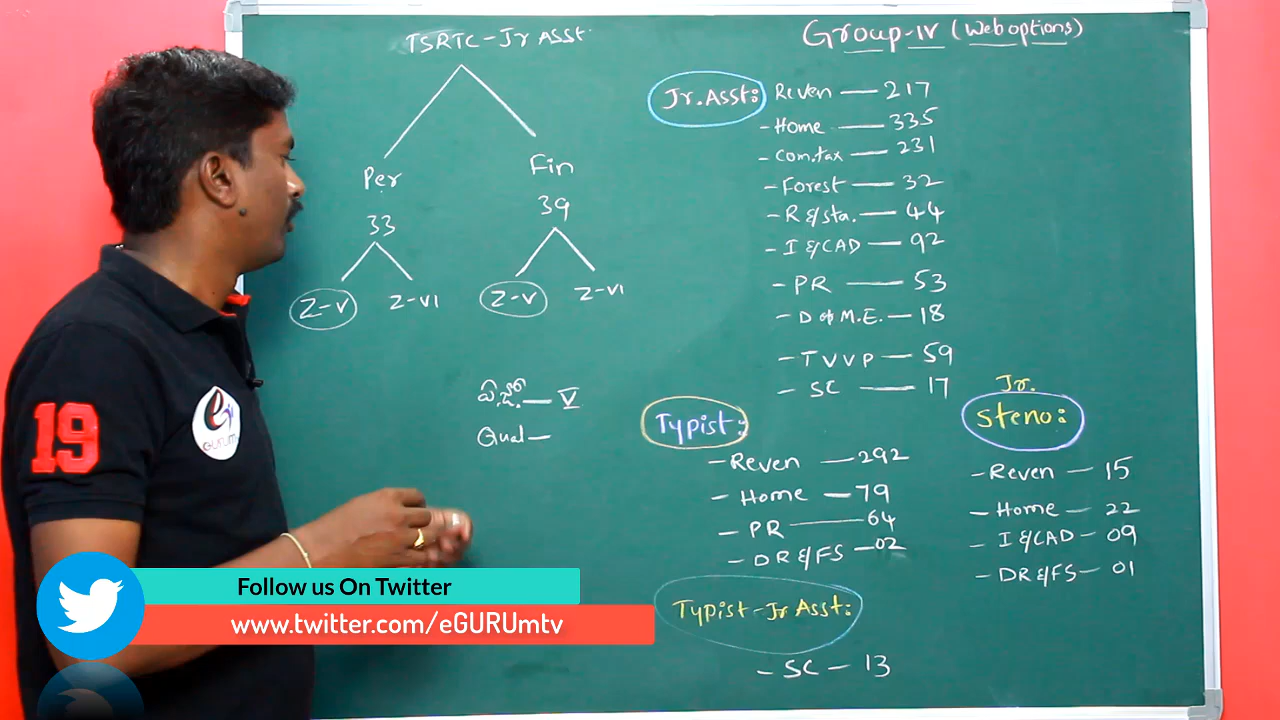 TSRTC-Jr Asst.
Per
Fin
33
39
Z-V
Z-VI
Z-V
Z-VI
V
Qual—
Group-IV (Web options)
Jr.Asst: Reven — 217
-Home — 335
-Com.tax — 231
-Forest — 32
-R&sta. — 44
-I&CAD — 92
-PR — 53
-D of M.E. — 18
-TVVP — 59
-SC — 17
Typist:
-Reven — 292
-Home — 79
-PR — 64
-DR&FS — 02
Jr.
Steno:
-Reven — 15
-Home — 22
-I&CAD — 09
-DR&FS — 01
Typist-Jr Asst:
-SC — 13
19
eGURUmtv
Follow us On Twitter
www.twitter.com/eGURUmtv